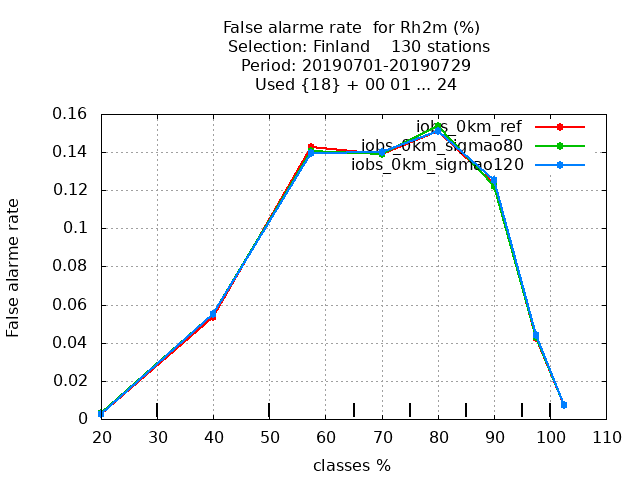 False alarme rate  for Rh2m (%)
Selection: Finland    130 stations
Period: 20190701-20190729
Used {18} + 00 01 ... 24
0.16
0.14
0.12
0.1
0.08
0.06
0.04
0.02
0
False alarme rate
iobs_0km_ref
iobs_0km_sigmao80
iobs_0km_sigmao120
20 30 40 50 60 70 80 90 100 110
classes %